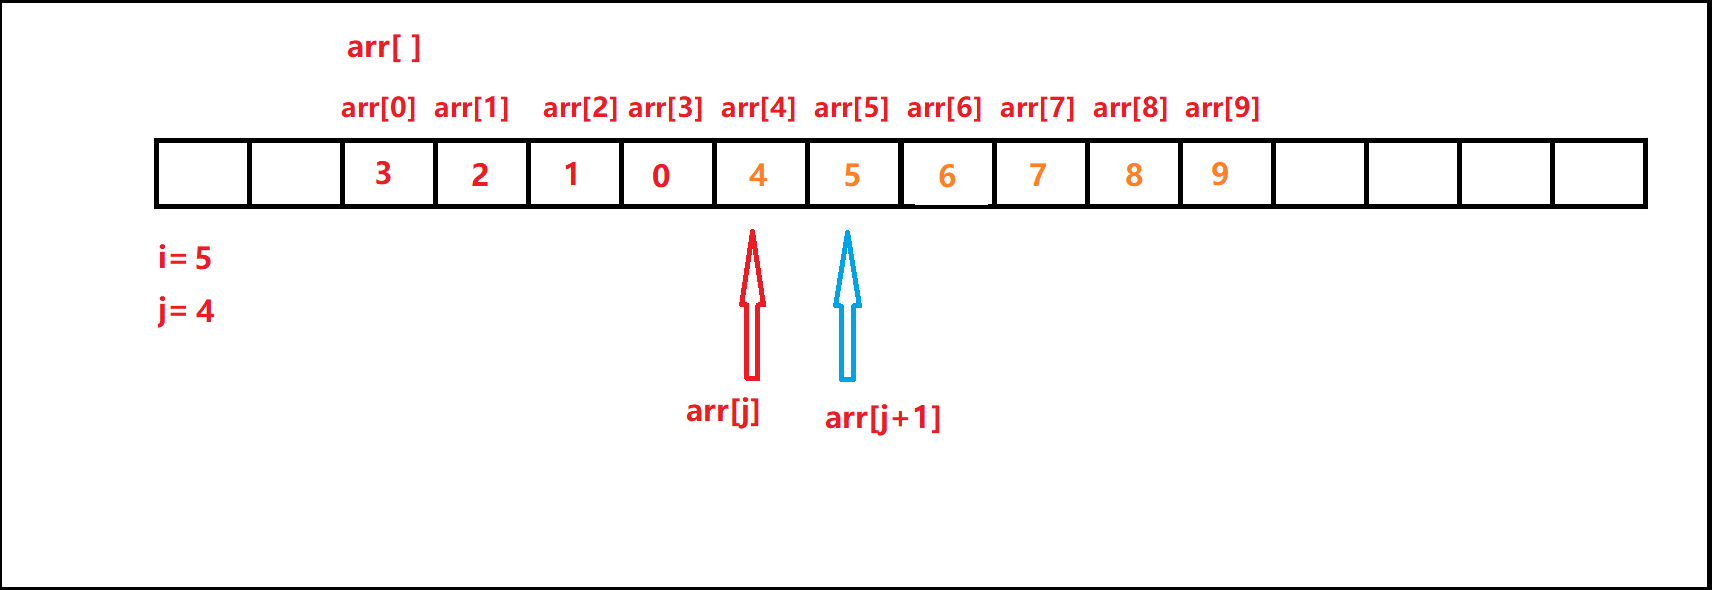 arr[ ]
arr[0] arr[1] arr[2] arr[3] arr[4] arr[5] arr[6] arr[7] arr[8] arr[9]
3 2 1 0 4 5 6 7 8 9
i= 5
j= 4
arr[j] arr[j+1]